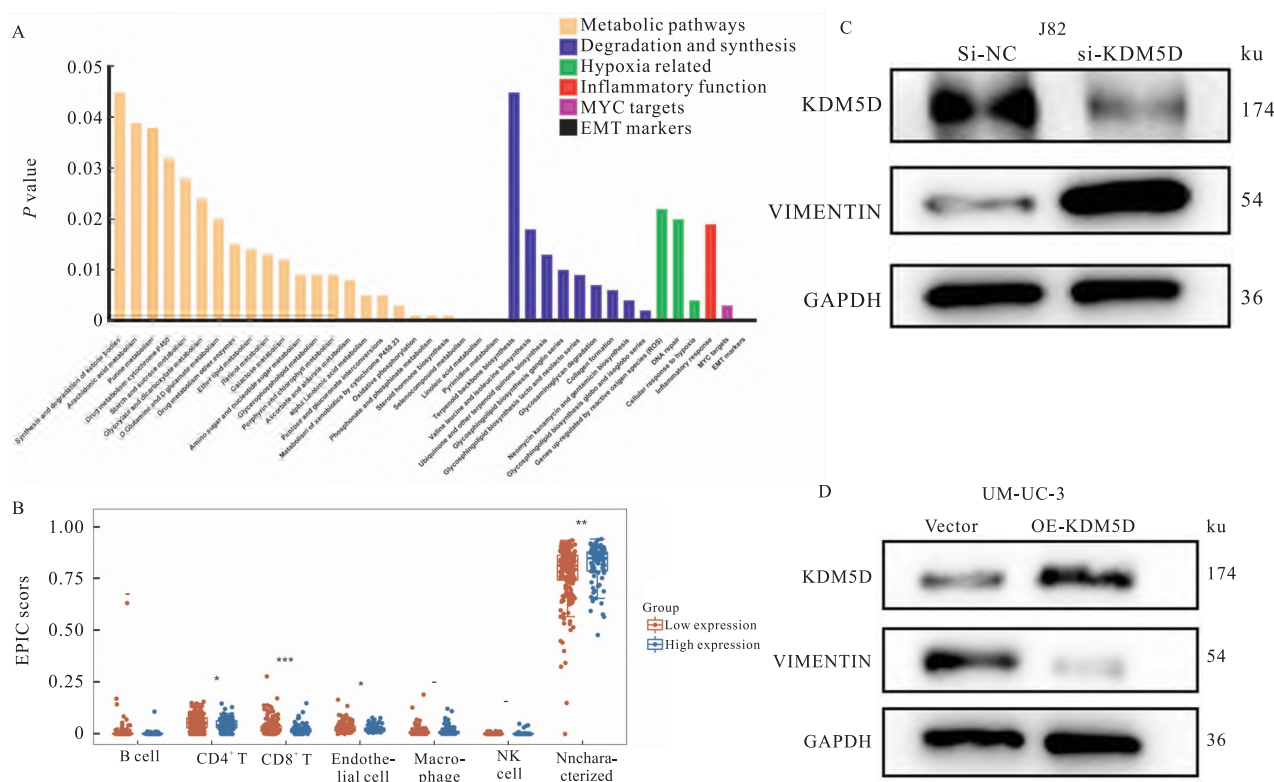 A
Metabolic pathways
Degradation and synthesis
Hypoxia related
Inflammatory function
MYC targets
EMT markers
0.05
0.04
0.03
0.02
0.01
0
P value
Synthesis and degradation of ketone bodies
Arachidonic acid metabolism
Purine metabolism
Drug metabolism cytochrome P450
Starch and sucrose metabolism
Glyoxylate and dicarboxylate metabolism
D Glutamine and D glutamate metabolism
Drug metabolism other enzymes
Ether lipid metabolism
Retinol metabolism
Galactose metabolism
Amino sugar and nucleotide sugar metabolism
Glycerophospholipid metabolism
Porphyrin and chlorophyll metabolism
Ascorbate and aldarate metabolism
alpha Linolenic acid metabolism
Pentose and glucuronate interconversions
Metabolism of xenobiotics by cytochrome P450.23
Oxidative phosphorylation
Phosphonate and phosphinate metabolism
Steroid hormone biosynthesis
Selenocompound metabolism
Linoleic acid metabolism
Pyrimidine metabolism
Terpenoid backbone biosynthesis
Valine leucine and isoleucine biosynthesis
Ubiquinone and other terpenoid quinone biosynthesis
Glycosphingolipid biosynthesis ganglio series
Glycosphingolipid biosynthesis lacto and neolacto series
Glycosaminoglycan degradation
Collagen formation
Neomycin kanamycin and gentamicin biosynthesis
Glycosphingolipid biosynthesis globo and isoglobo series
Genes up-regulated by reactive oxigen species (ROS)
DNA repair
Cellular response to hypoxia
Inflammatory response
MYC targets
EMT markers
B
1.00
0.75
0.50
0.25
0
EPIC scores
-
*
***
*
-
-
**
B cell
CD4+ T
CD8+ T
Endothe-
lial cell
Macro-
phage
NK
cell
Nnchara-
cterized
Group
Low expression
High expression
C
J82
Si-NC si-KDM5D ku
KDM5D 174
VIMENTIN 54
GAPDH 36
D
UM-UC-3
Vector OE-KDM5D ku
KDM5D 174
VIMENTIN 54
GAPDH 36